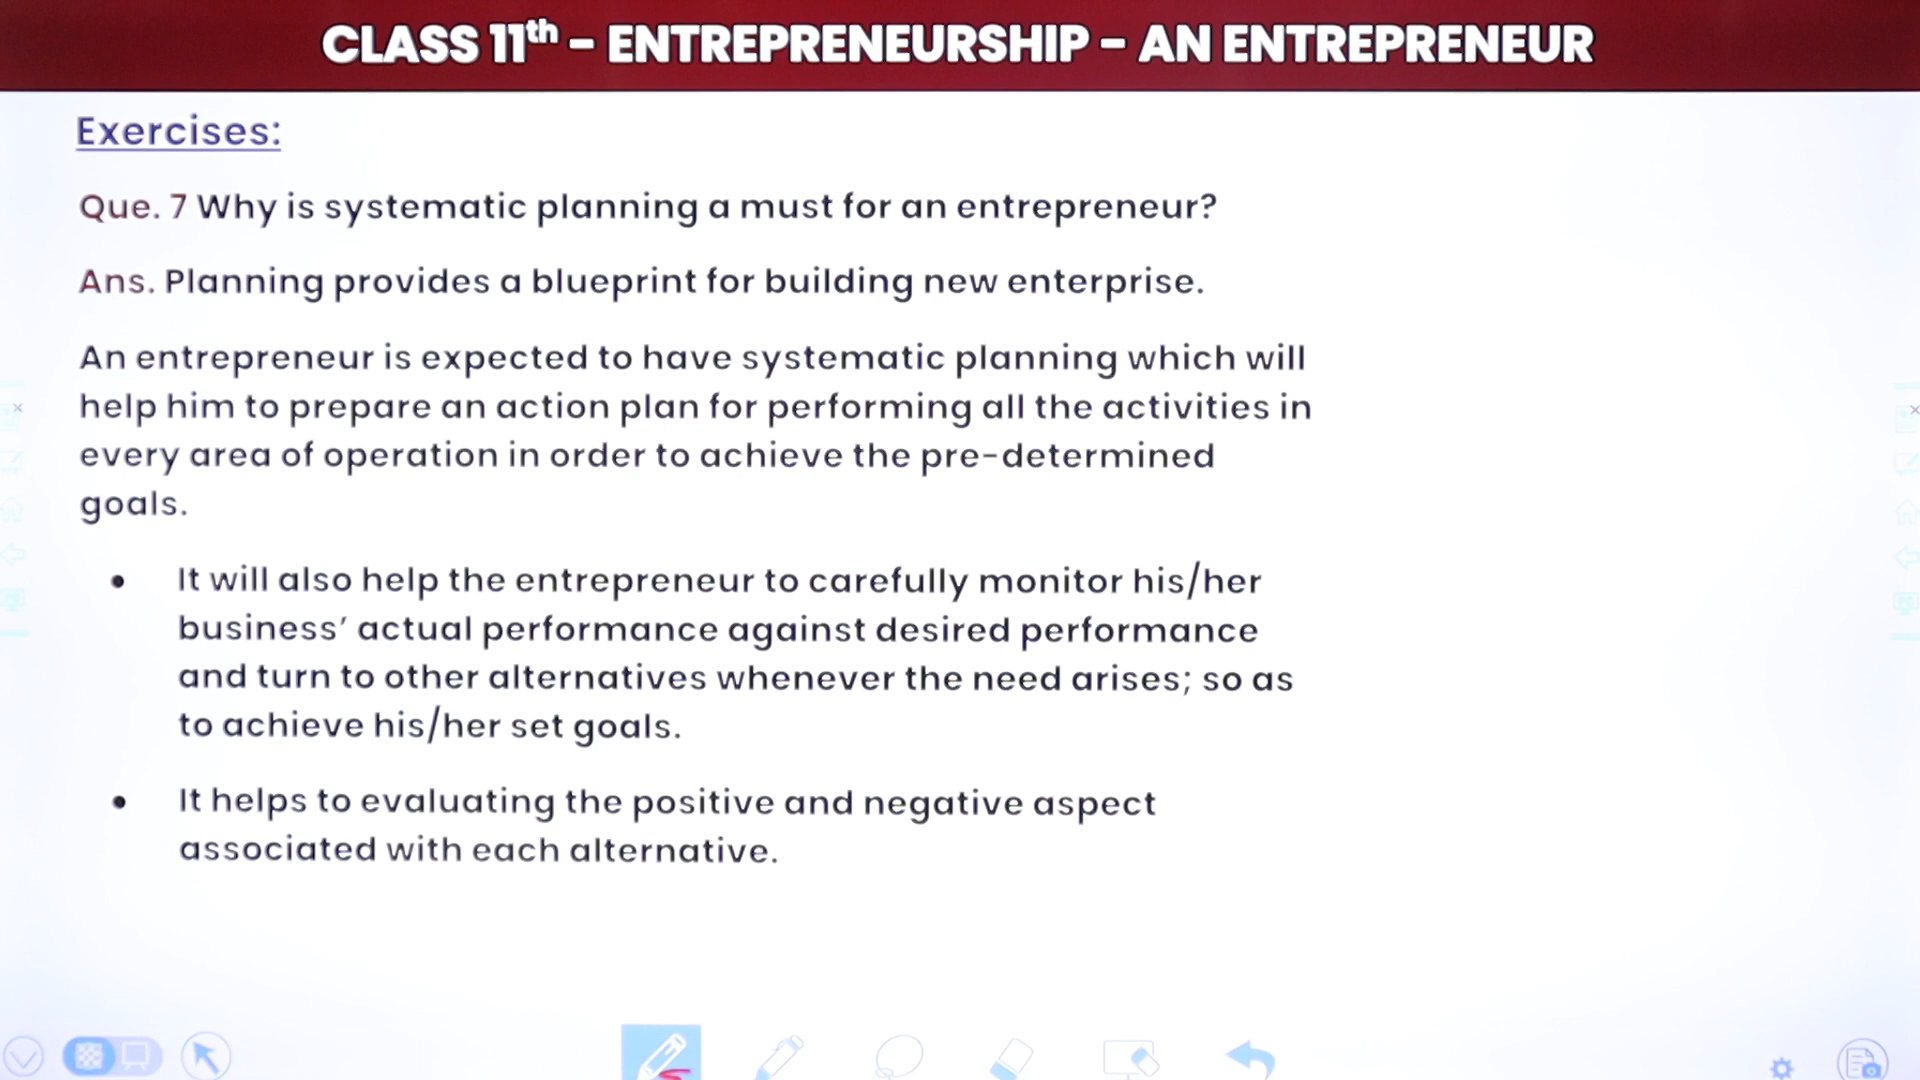 CLASS 11th – ENTREPRENEURSHIP – AN ENTREPRENEUR
Exercises:
Que. 7 Why is systematic planning a must for an entrepreneur?
Ans. Planning provides a blueprint for building new enterprise.
An entrepreneur is expected to have systematic planning which will
help him to prepare an action plan for performing all the activities in
every area of operation in order to achieve the pre-determined
goals.
• It will also help the entrepreneur to carefully monitor his/her
business’ actual performance against desired performance
and turn to other alternatives whenever the need arises; so as
to achieve his/her set goals.
• It helps to evaluating the positive and negative aspect
associated with each alternative.